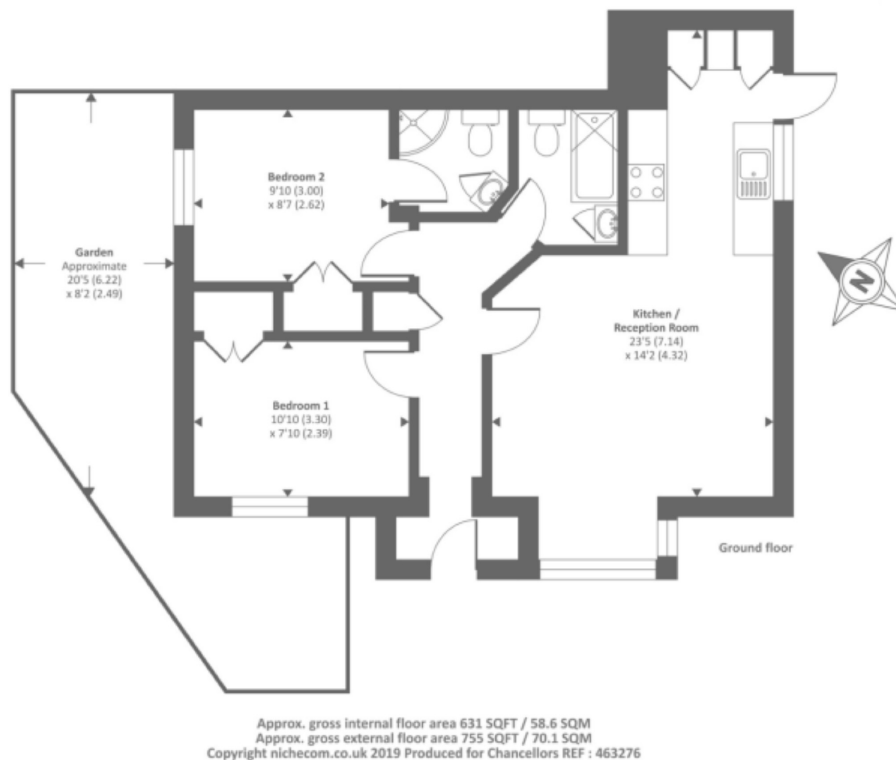 Bedroom 2
9'10 (3.00)
x 8'7 (2.62)
Garden
Approximate
20'5 (6.22)
x 8'2 (2.49)
Kitchen /
Reception Room
23'5 (7.14)
x 14'2 (4.32)
N
Bedroom 1
10'10 (3.30)
x 7'10 (2.39)
Ground floor
Approx. gross internal floor area 631 SQFT / 58.6 SQM
Approx. gross external floor area 755 SQFT / 70.1 SQM
Copyright nichecom.co.uk 2019 Produced for Chancellors REF : 463276